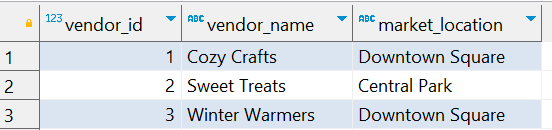 123 vendor_id ABC vendor_name ABC market_location
1 1 Cozy Crafts Downtown Square
2 2 Sweet Treats Central Park
3 3 Winter Warmers Downtown Square